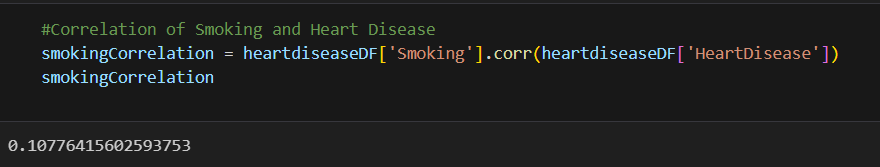 #Correlation of Smoking and Heart Disease
smokingCorrelation = heartdiseaseDF['Smoking'].corr(heartdiseaseDF['HeartDisease'])
smokingCorrelation
0.10776415602593753